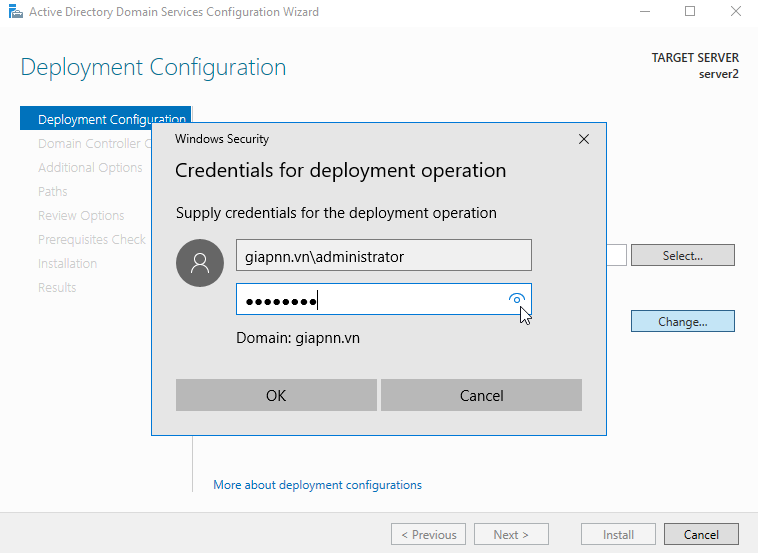 Active Directory Domain Services Configuration Wizard
Deployment Configuration
TARGET SERVER
server2
Deployment Configuration
Domain Controller
Additional Options
Paths
Review Options
Prerequisites Check
Installation
Results
Windows Security
Credentials for deployment operation
Supply credentials for the deployment operation
giapnn.vn\administrator
●●●●●●●●
Domain: giapnn.vn
OK
Cancel
Select...
Change...
More about deployment configurations
< Previous
Next >
Install
Cancel